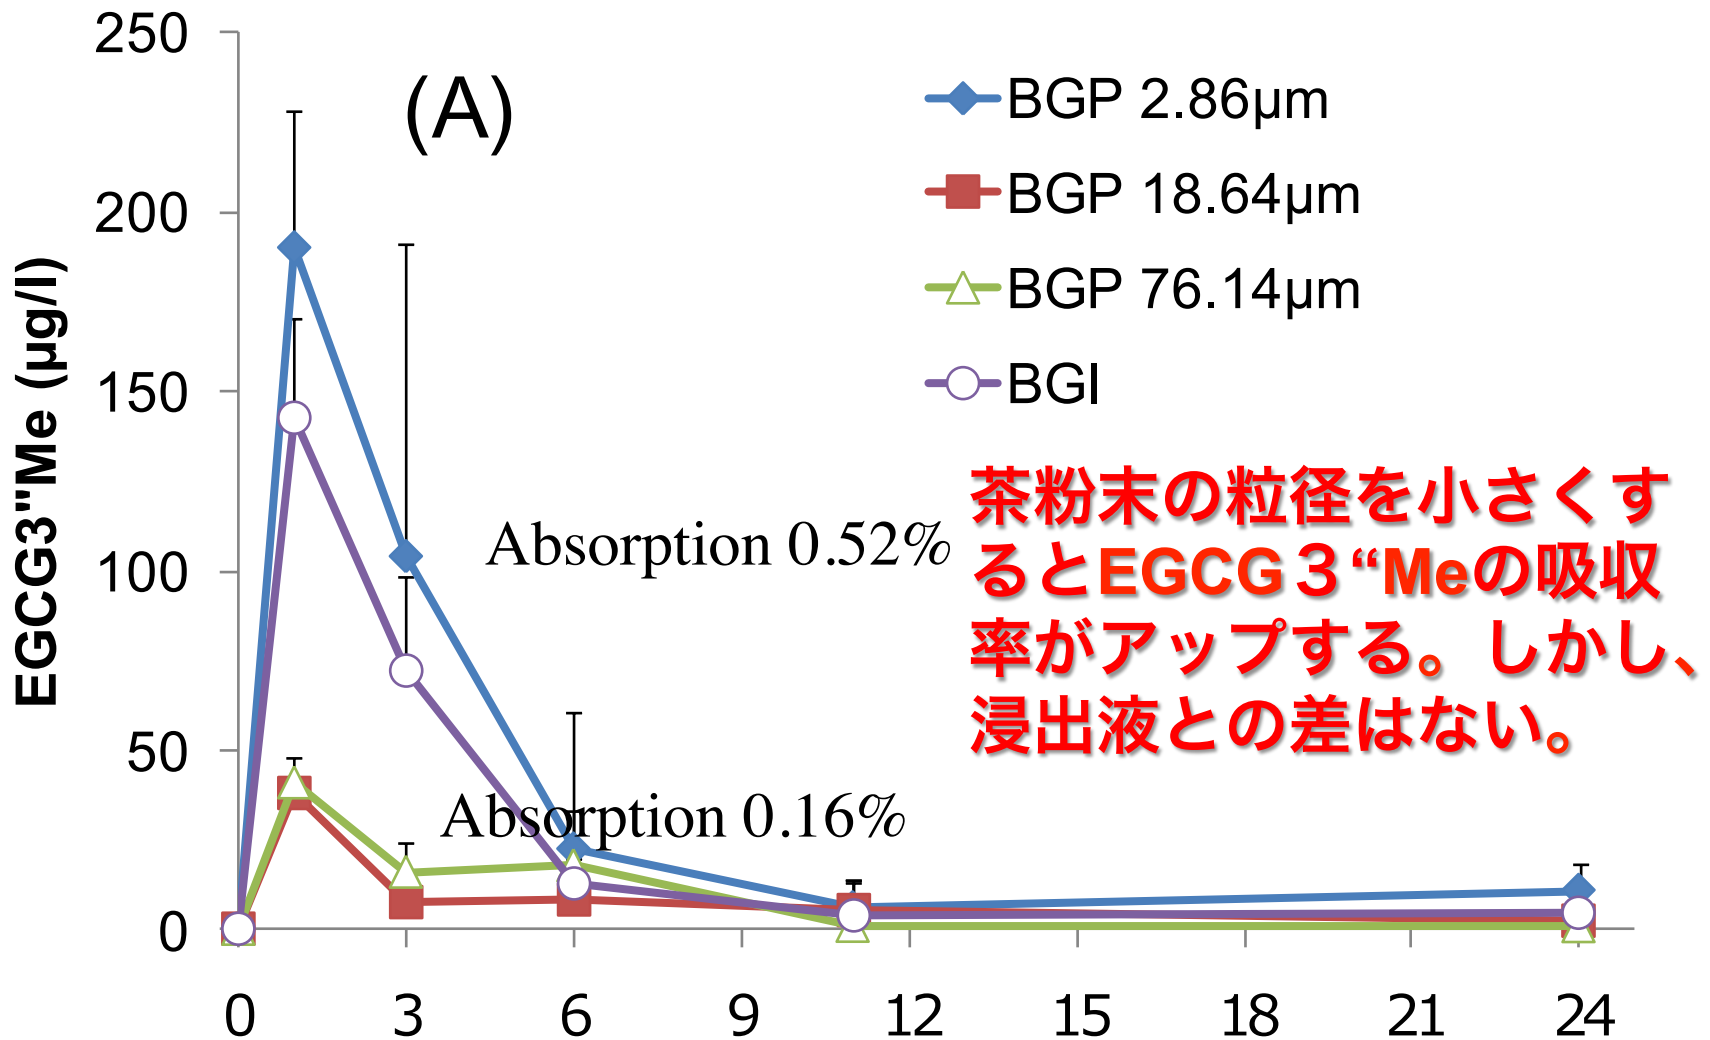 250
200
150
100
50
0
EGCG3"Me (µg/l)
(A)
BGP 2.86µm
BGP 18.64µm
BGP 76.14µm
BGI
Absorption 0.52%
Absorption 0.16%
茶粉末の粒径を小さくす
るとEGCG３“Meの吸収
率がアップする。しかし、
浸出液との差はない。
0 3 6 9 12 15 18 21 24